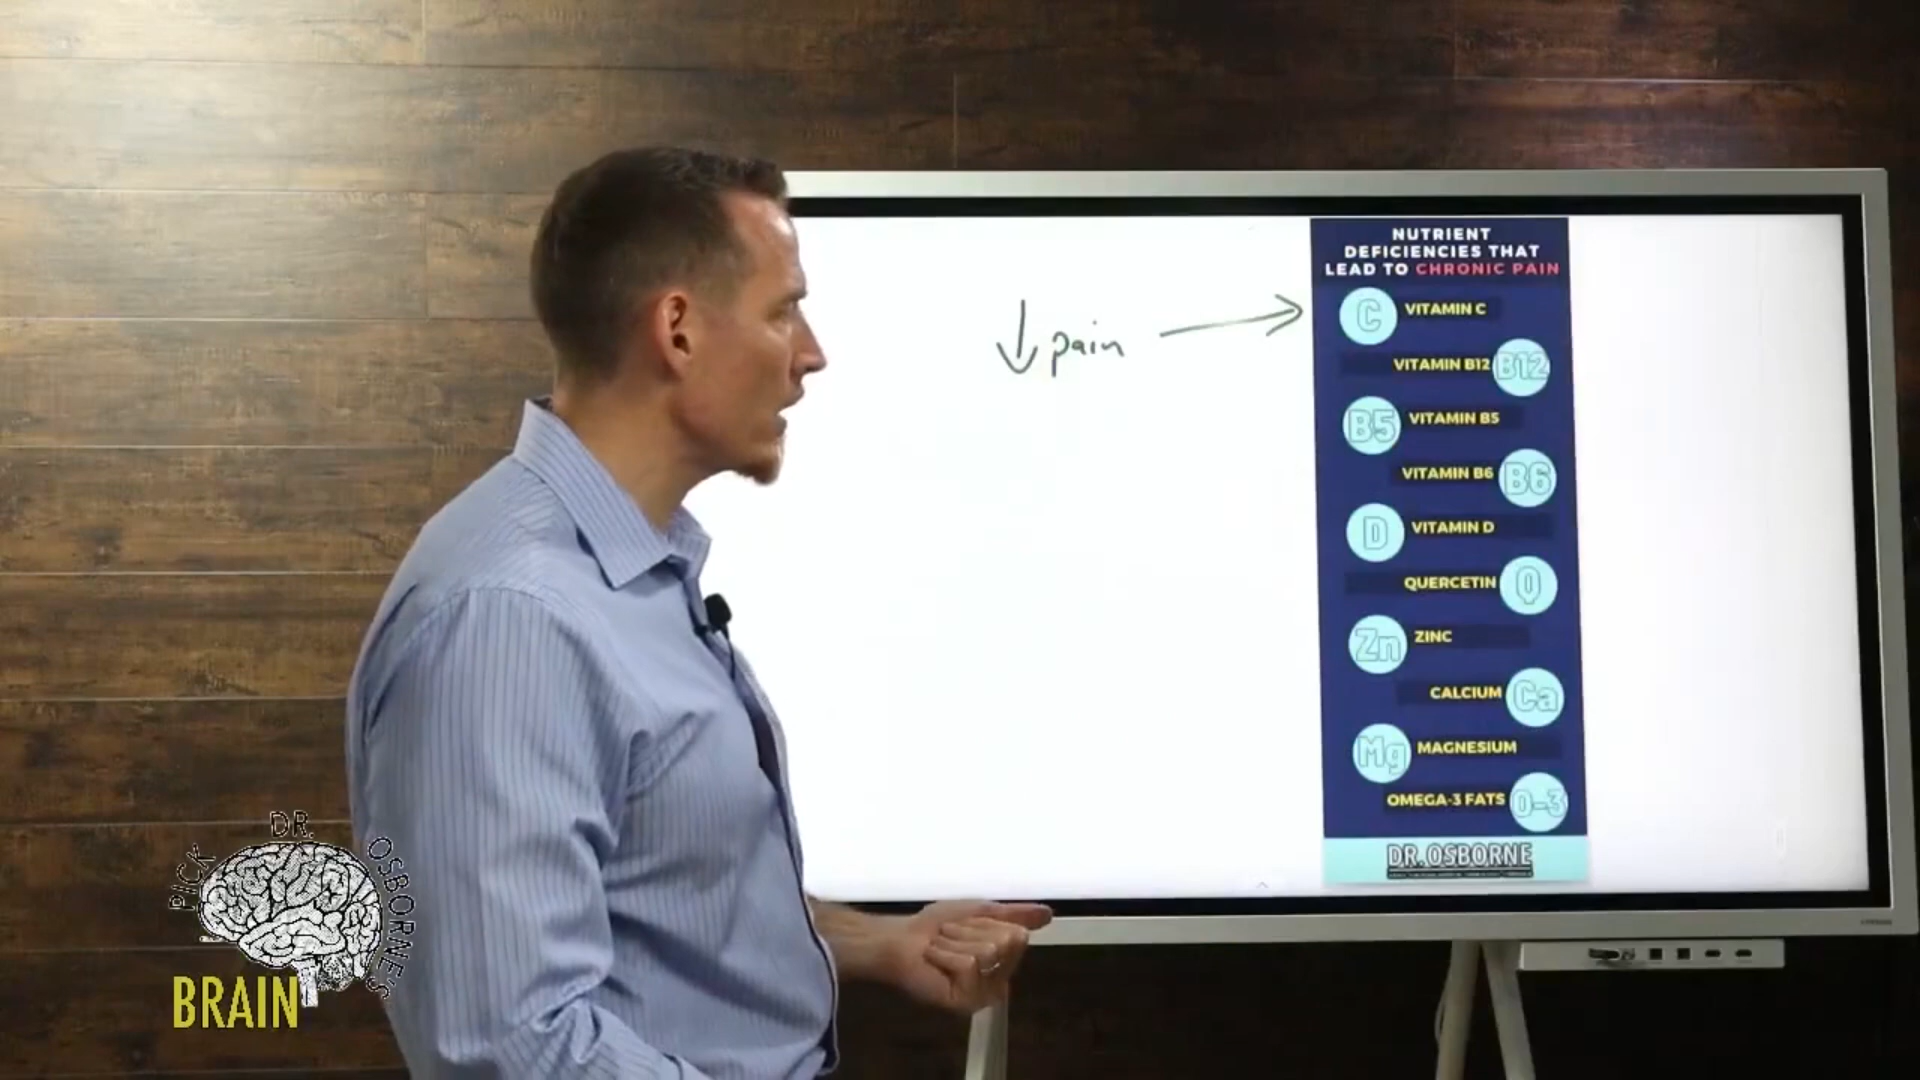 NUTRIENT
DEFICIENCIES THAT
LEAD TO CHRONIC PAIN
pain
C VITAMIN C
VITAMIN B12 B12
B5 VITAMIN B5
VITAMIN B6 B6
D VITAMIN D
QUERCETIN Q
Zn ZINC
CALCIUM Ca
Mg MAGNESIUM
OMEGA-3 FATS O-3
DR. OSBORNE
PICK DR. OSBORNE'S
BRAIN